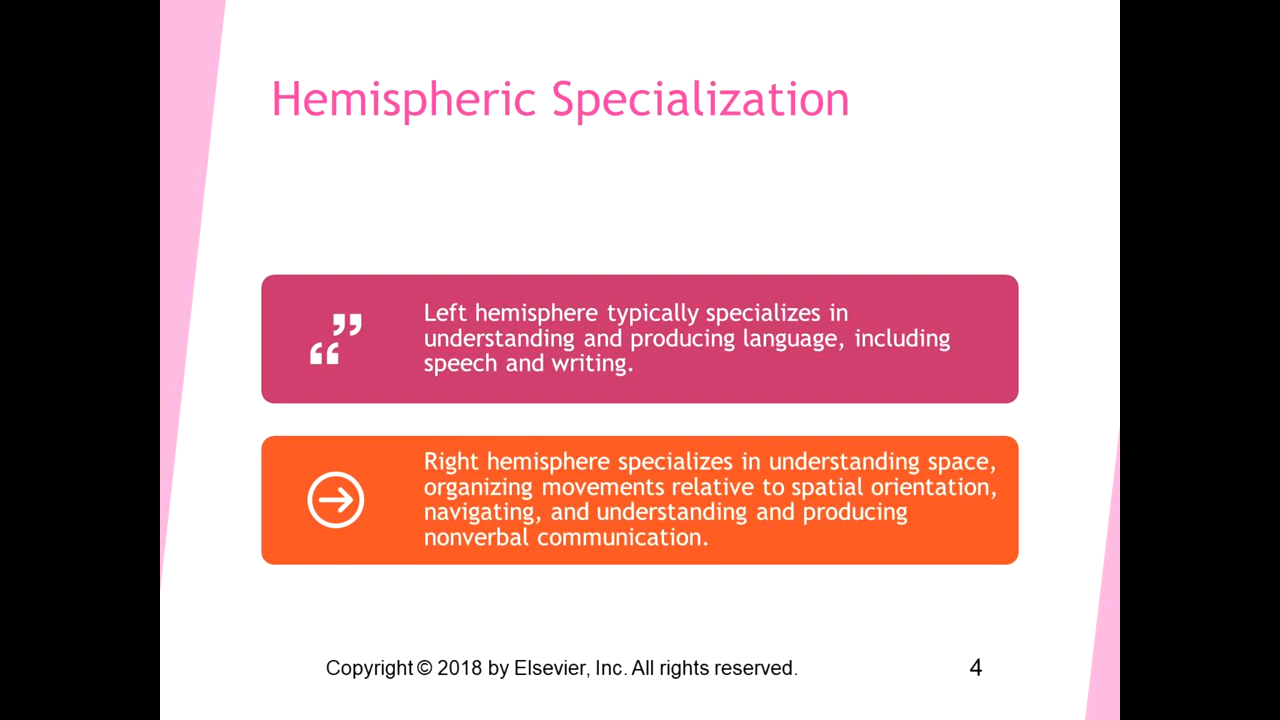 Hemispheric Specialization
Left hemisphere typically specializes in
understanding and producing language, including
speech and writing.
Right hemisphere specializes in understanding space,
organizing movements relative to spatial orientation,
navigating, and understanding and producing
nonverbal communication.
Copyright © 2018 by Elsevier, Inc. All rights reserved.
4